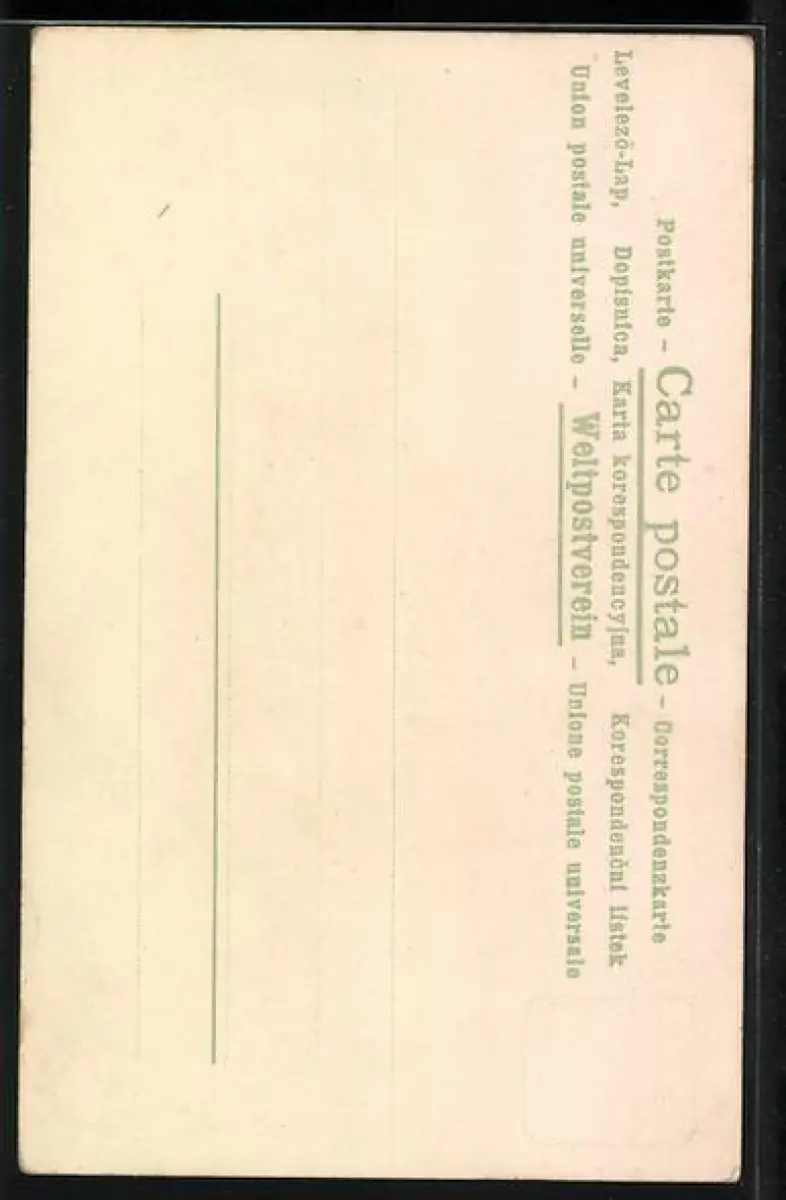 Postkarte - Carte postale - Correspondenzkarte
Levelező-Lap, Dopisnica, Karta korespondencyjna, Korespondenční lístek
Union postale universelle - Weltpostverein - Unione postale universale